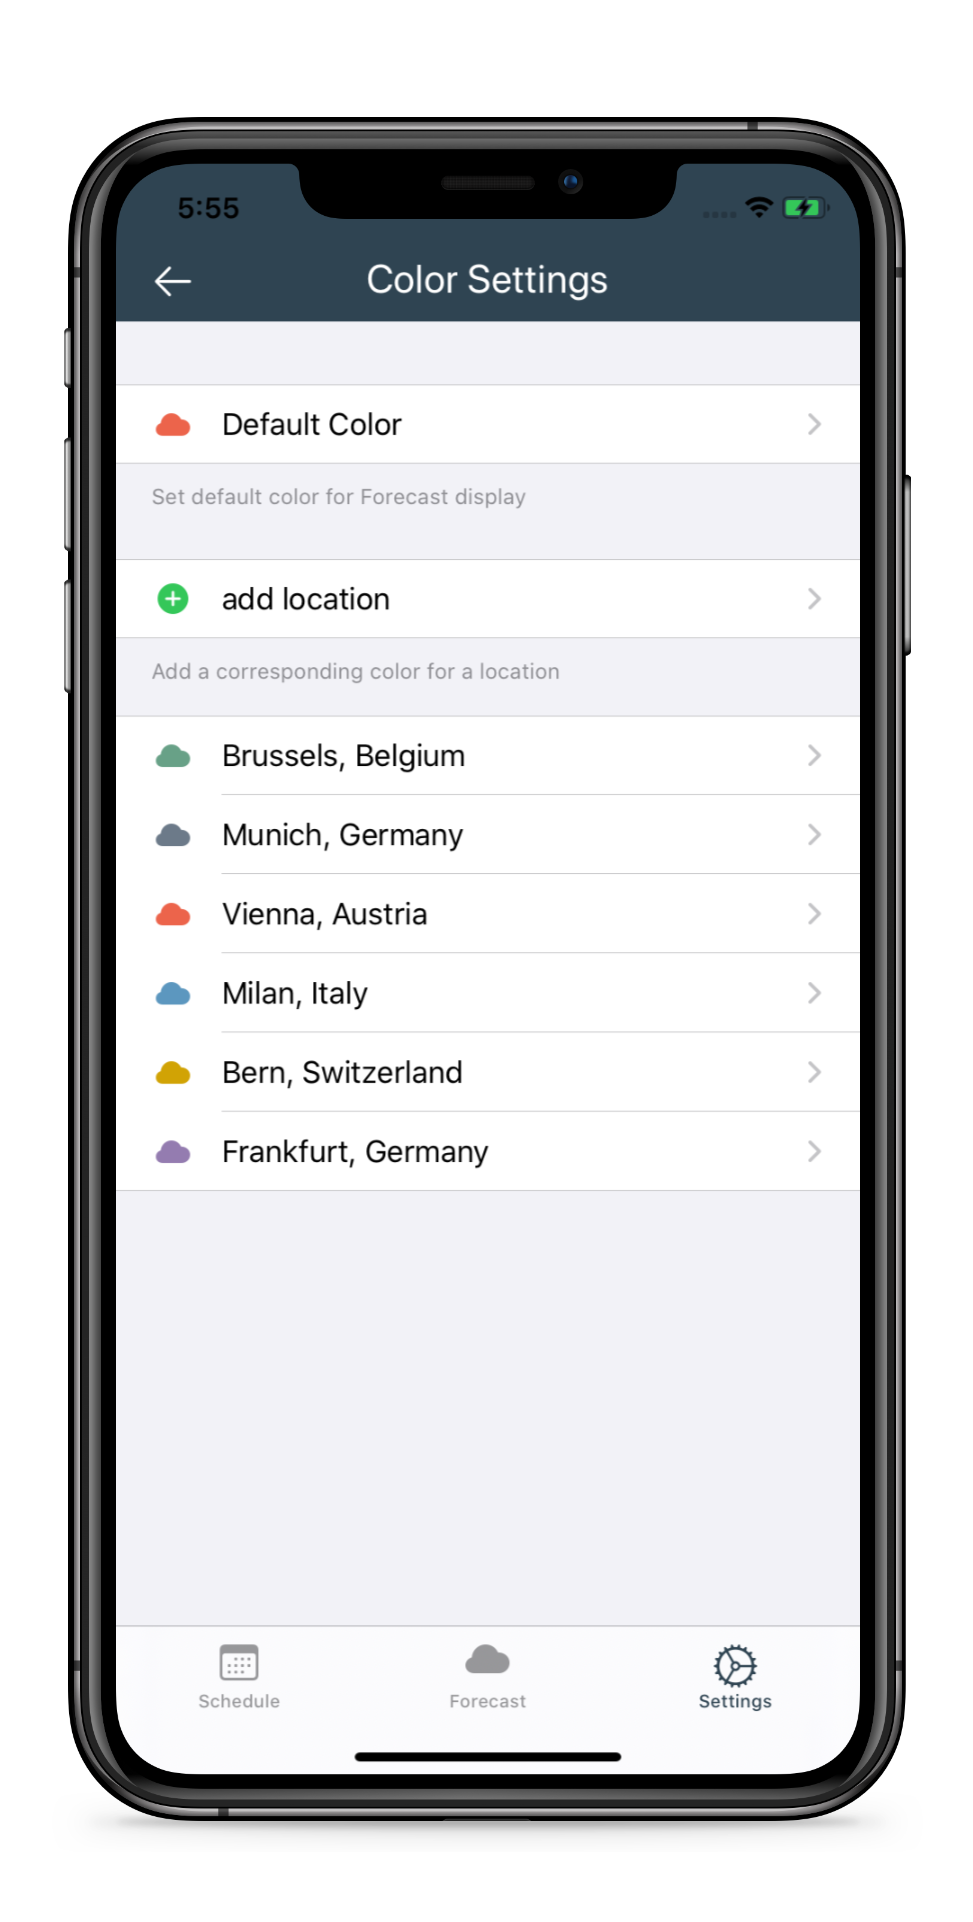 5:55
Color Settings
Default Color
Set default color for Forecast display
add location
Add a corresponding color for a location
Brussels, Belgium
Munich, Germany
Vienna, Austria
Milan, Italy
Bern, Switzerland
Frankfurt, Germany
Schedule Forecast Settings